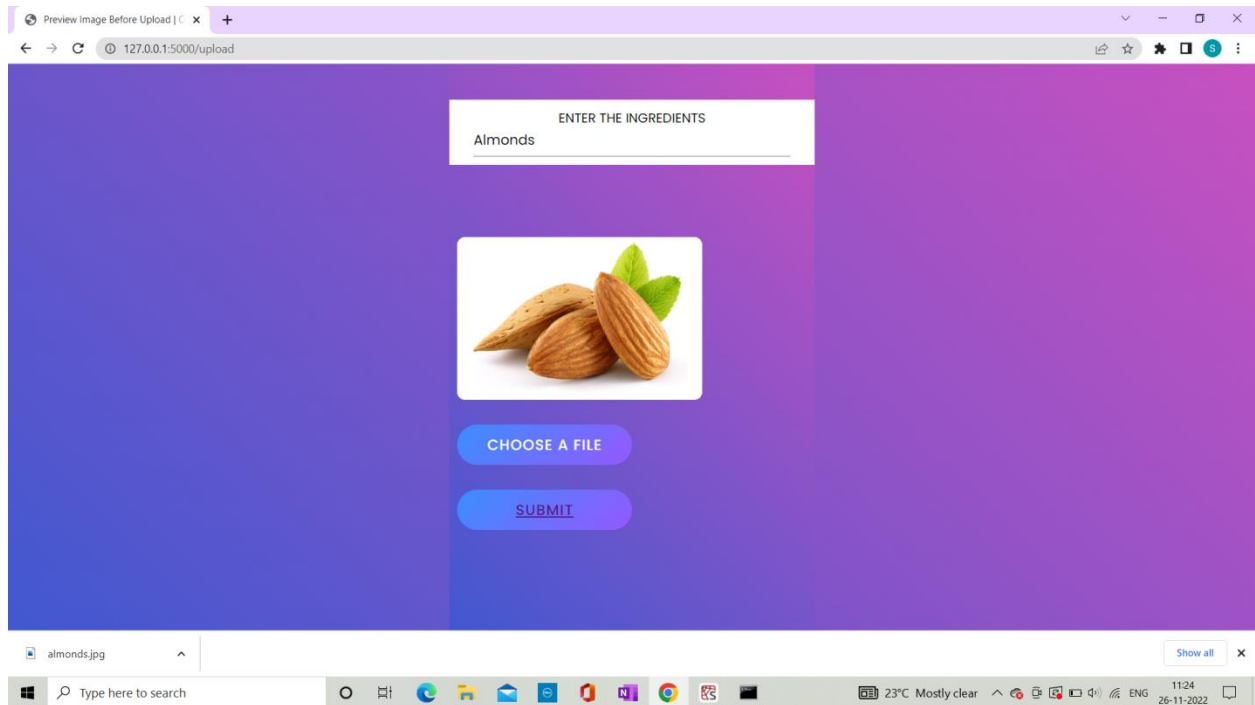 Preview Image Before Upload | C
127.0.0.1:5000/upload
S
ENTER THE INGREDIENTS
Almonds
CHOOSE A FILE
SUBMIT
almonds.jpg
Show all
Type here to search
23°C Mostly clear
ENG
11:24
26-11-2022